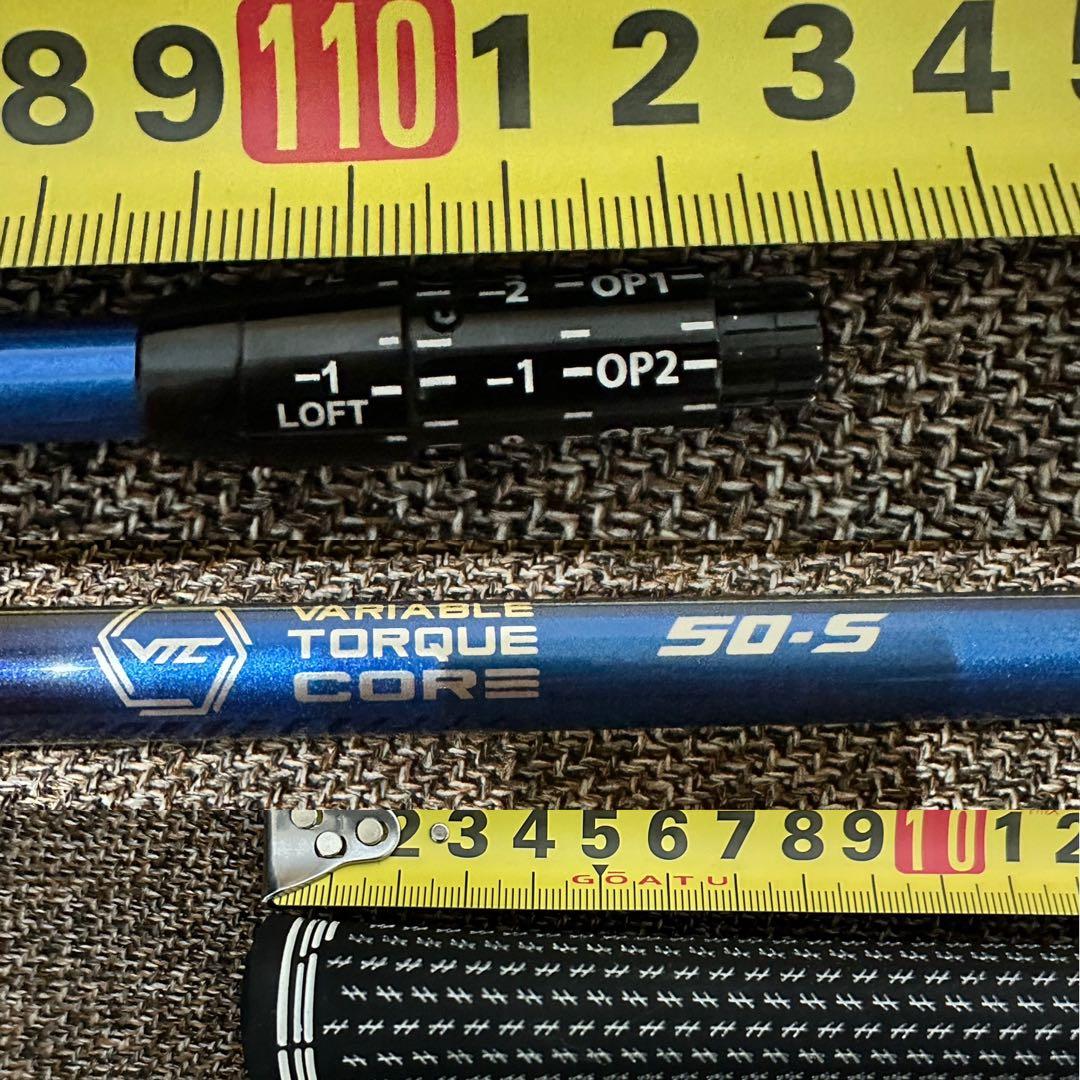 8 9 110 1 2 3 4
-2 -OP1-
-1 -1 -OP2-
LOFT
VTC VARIABLE
TORQUE
CORE
50-S
2 3 4 5 6 7 8 9 10 1 2
GŌATU